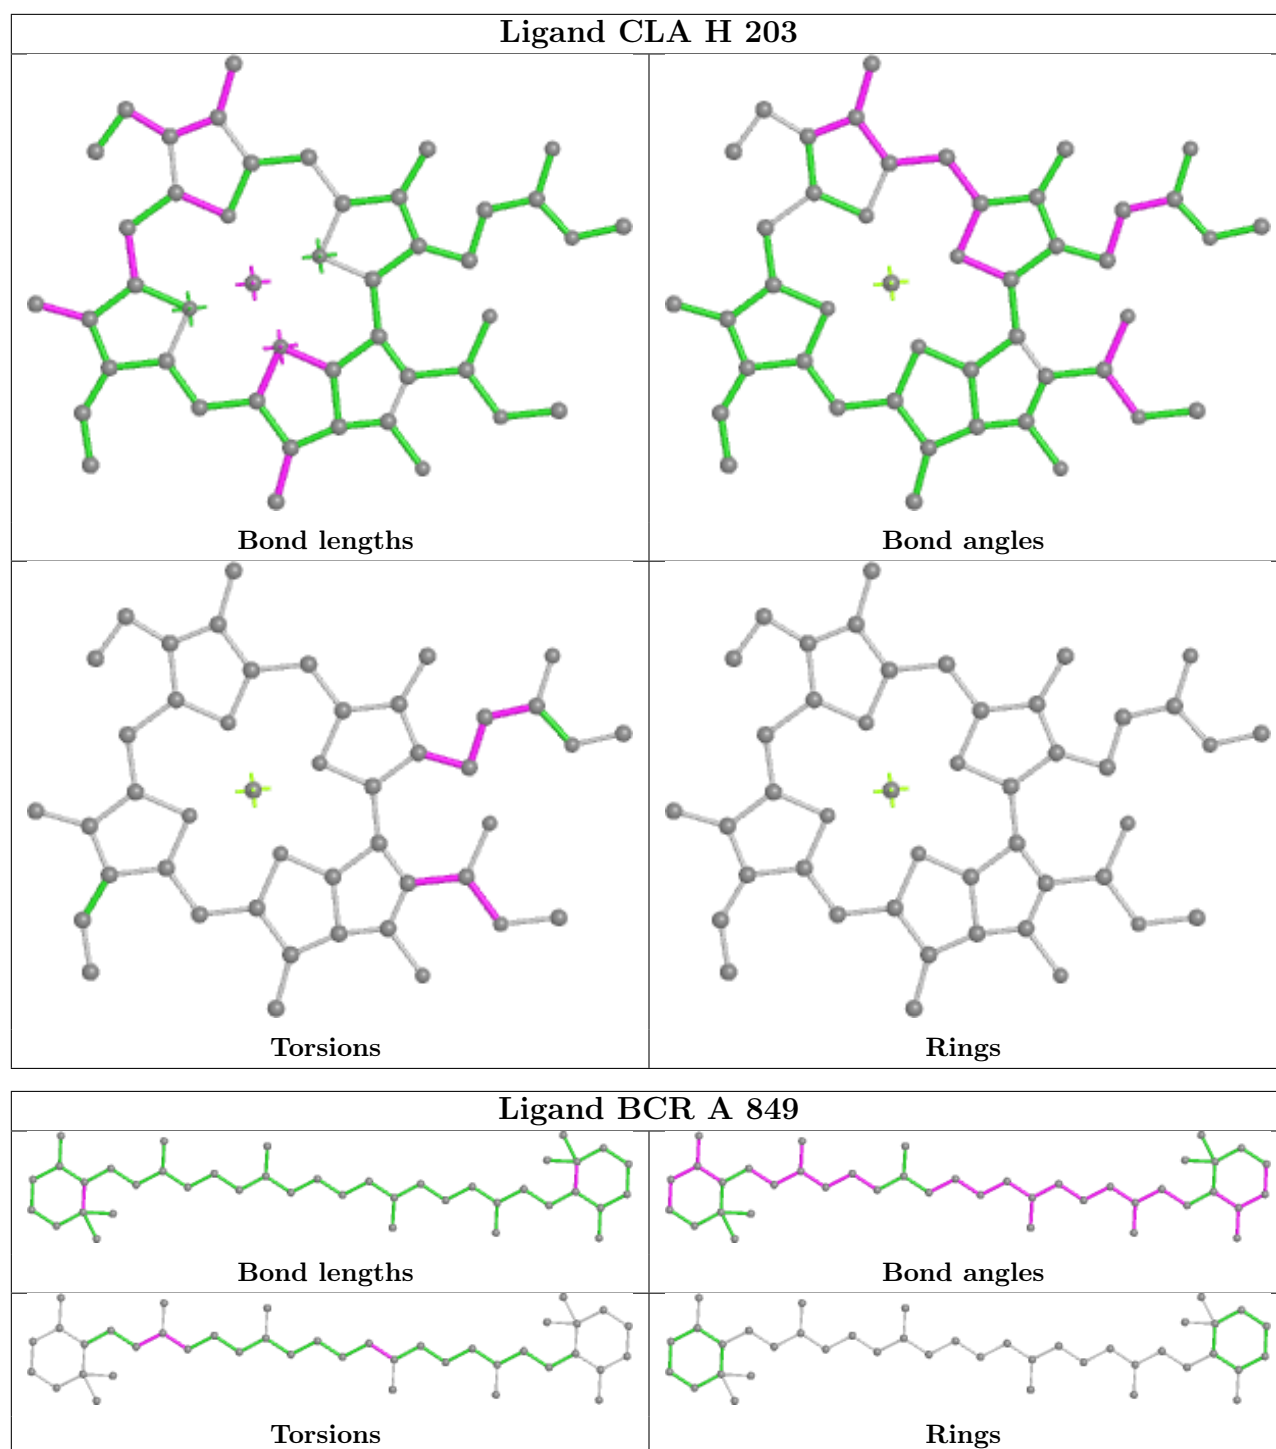 Ligand CLA H 203
Bond lengths
Bond angles
Torsions
Rings
Ligand BCR A 849
Bond lengths
Bond angles
Torsions
Rings